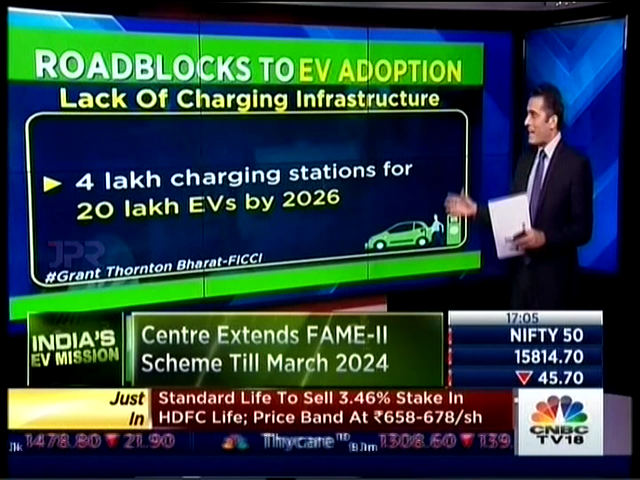 ROADBLOCKS TO EV ADOPTION
Lack Of Charging Infrastructure
4 lakh charging stations for
20 lakh EVs by 2026
JPR
#Grant Thornton Bharat-FICCI
INDIA'S
EV MISSION
Centre Extends FAME-II
Scheme Till March 2024
17:05
NIFTY 50
15814.70
45.70
Just
In
Standard Life To Sell 3.46% Stake In
HDFC Life; Price Band At ₹658-678/sh
CNBC
TV18
1478.80 21.90 Thycare 1308.60 139